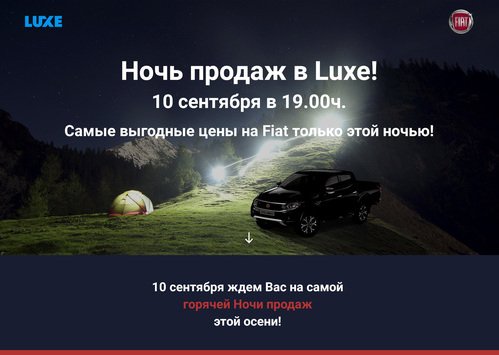 LUXE
FIAT
Ночь продаж в Luxe!
10 сентября в 19.00ч.
Самые выгодные цены на Fiat только этой ночью!
10 сентября ждем Вас на самой
горячей Ночи продаж
этой осени!